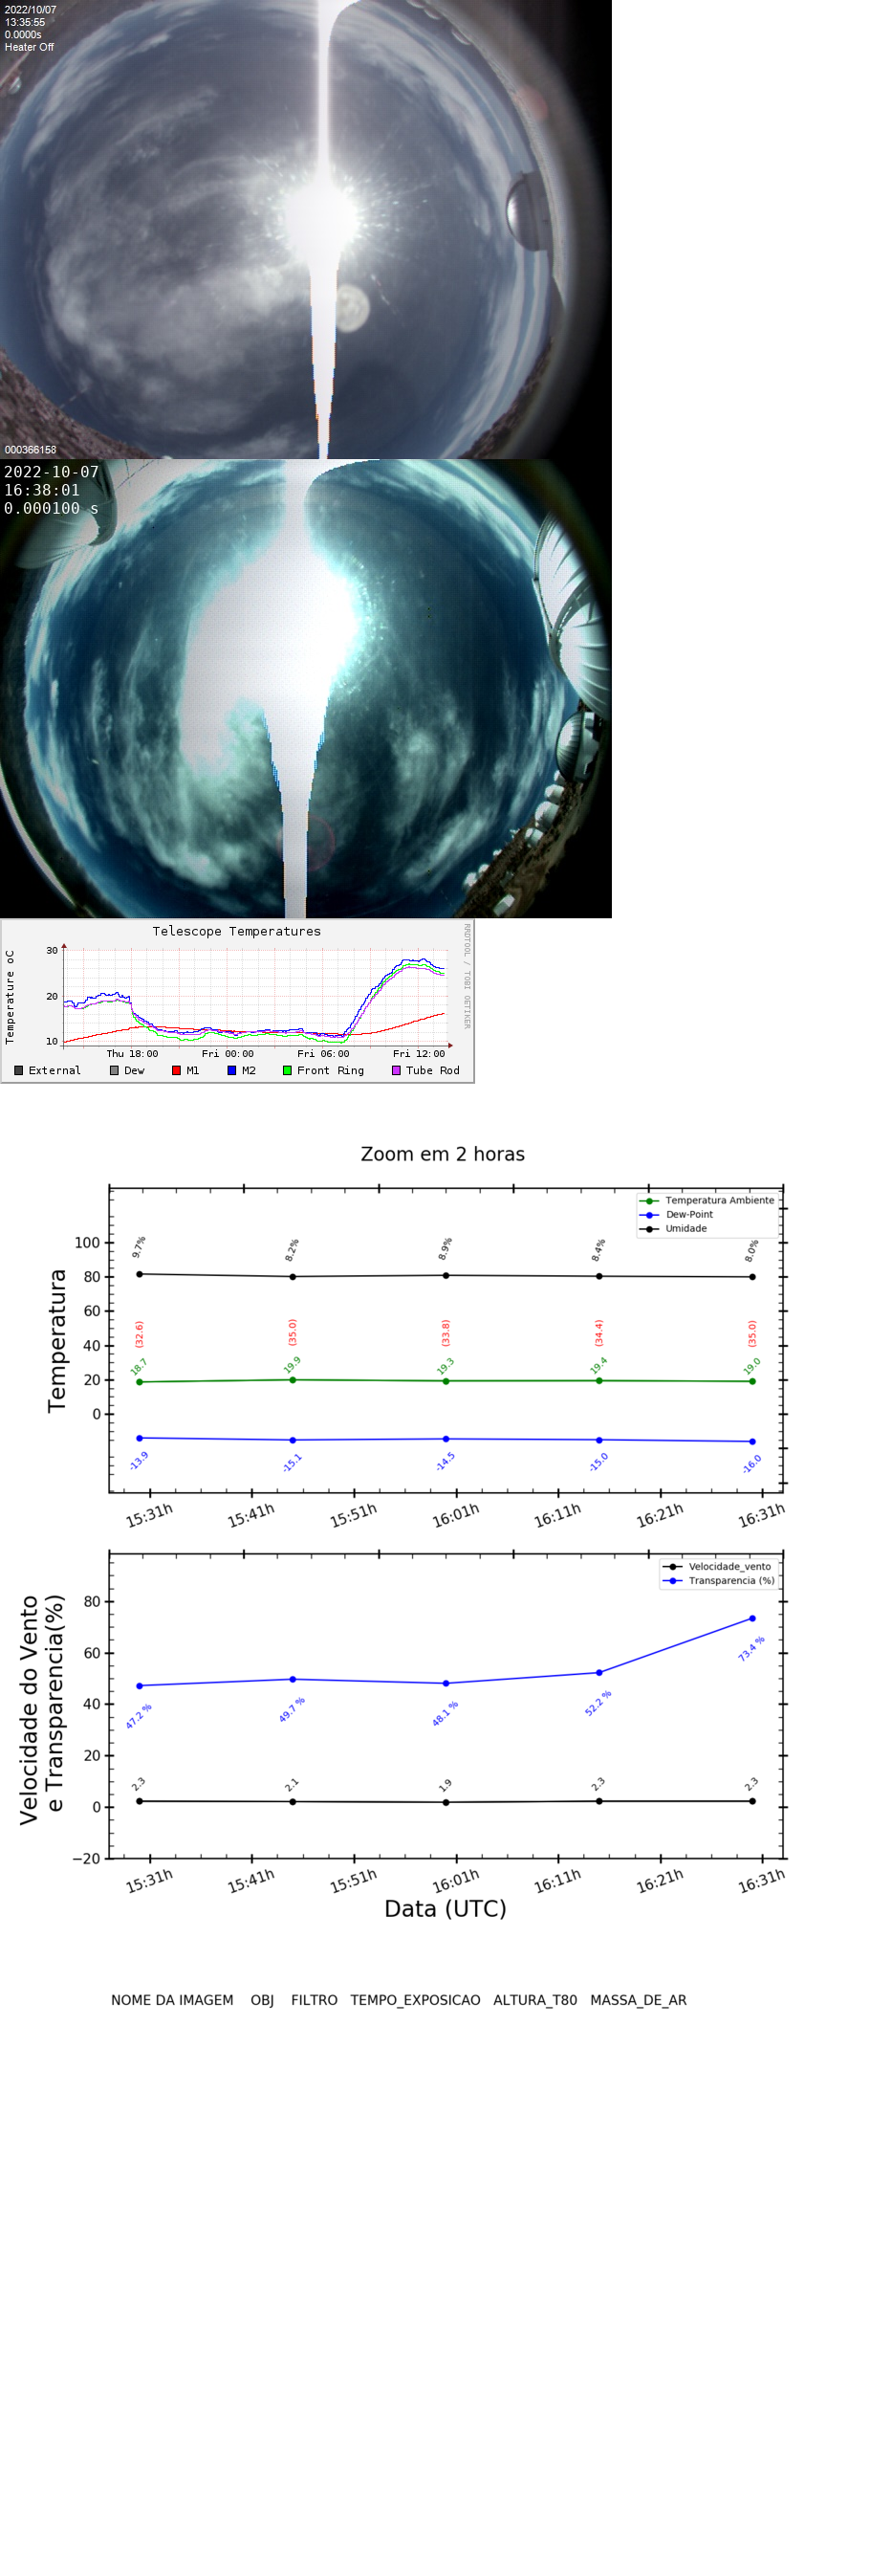 2022/10/07
13:35:55
0.0000s
Heater Off
000366158
2022-10-07
16:38:01
0.000100 s
Telescope Temperatures
RRDTOOL / TOBI OETIKER
Temperature oC
30
20
10
Thu 18:00 Fri 00:00 Fri 06:00 Fri 12:00
External Dew M1 M2 Front Ring Tube Rod
Zoom em 2 horas
Temperatura Ambiente
Dew-Point
Umidade
Temperatura
100
80
60
40
20
0
9.7% 8.2% 8.9% 8.4% 8.0%
(32.6) (35.0) (33.8) (34.4) (35.0)
18.7 19.9 19.3 19.4 19.0
-13.9 -15.1 -14.5 -15.0 -16.0
15:31h 15:41h 15:51h 16:01h 16:11h 16:21h 16:31h
Velocidade_vento
Transparencia (%)
Velocidade do Vento
e Transparencia(%)
80
60
40
20
0
−20
47.2 % 49.7 % 48.1 % 52.2 % 73.4 %
2.3 2.1 1.9 2.3 2.3
15:31h 15:41h 15:51h 16:01h 16:11h 16:21h 16:31h
Data (UTC)
NOME DA IMAGEM OBJ FILTRO TEMPO_EXPOSICAO ALTURA_T80 MASSA_DE_AR